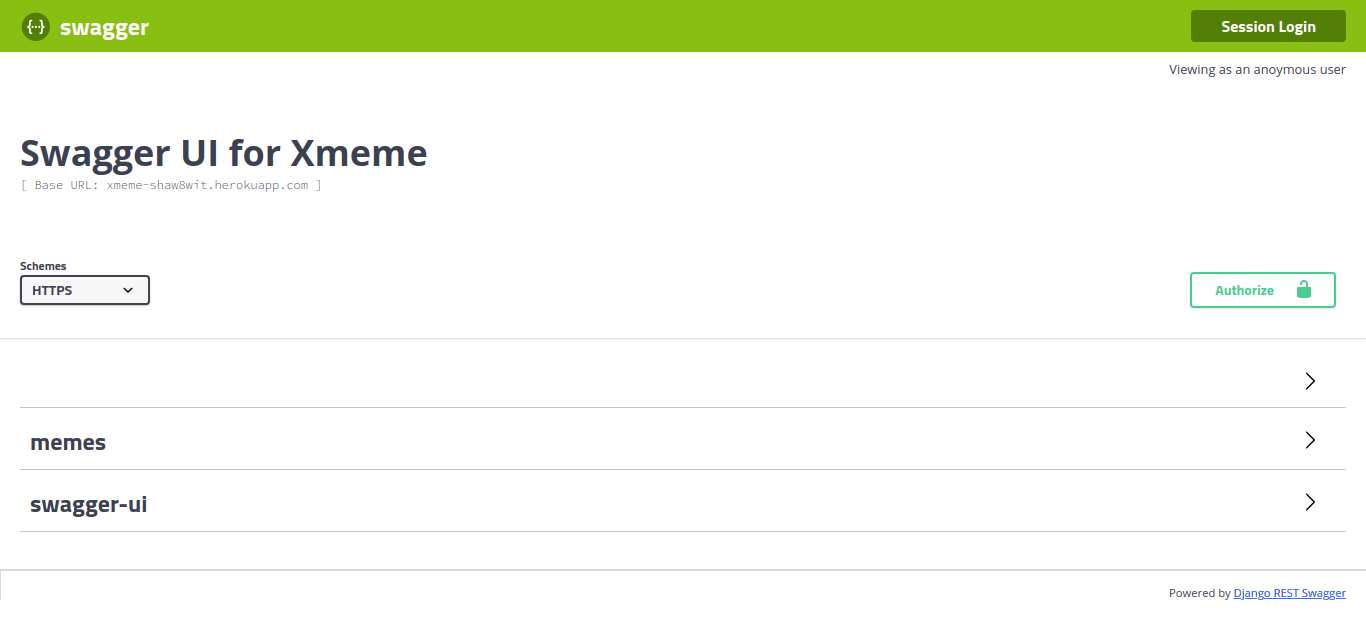 swagger
Session Login
Viewing as an anoymous user
Swagger UI for Xmeme
[ Base URL: xmeme-shaw8wit.herokuapp.com ]
Schemes
HTTPS
Authorize
memes
swagger-ui
Powered by Django REST Swagger